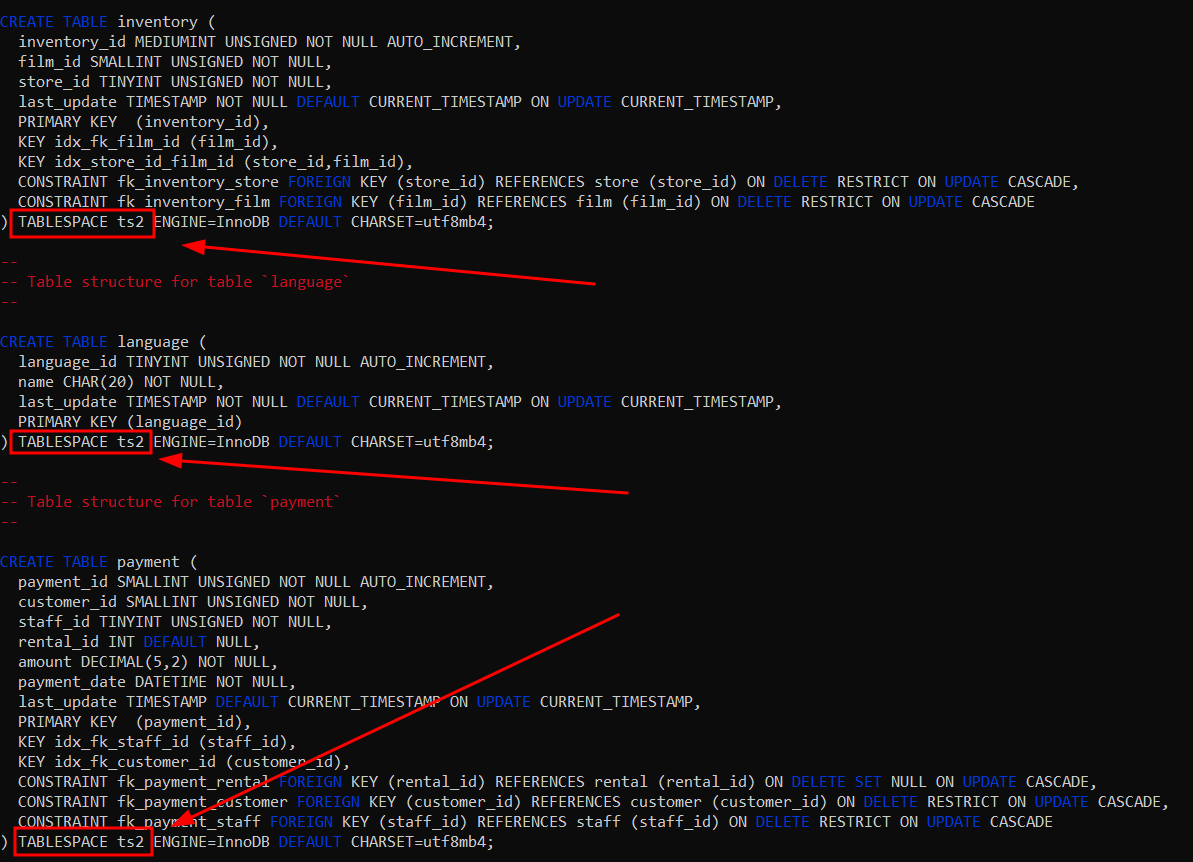 CREATE TABLE inventory (
  inventory_id MEDIUMINT UNSIGNED NOT NULL AUTO_INCREMENT,
  film_id SMALLINT UNSIGNED NOT NULL,
  store_id TINYINT UNSIGNED NOT NULL,
  last_update TIMESTAMP NOT NULL DEFAULT CURRENT_TIMESTAMP ON UPDATE CURRENT_TIMESTAMP,
  PRIMARY KEY  (inventory_id),
  KEY idx_fk_film_id (film_id),
  KEY idx_store_id_film_id (store_id,film_id),
  CONSTRAINT fk_inventory_store FOREIGN KEY (store_id) REFERENCES store (store_id) ON DELETE RESTRICT ON UPDATE CASCADE,
  CONSTRAINT fk_inventory_film FOREIGN KEY (film_id) REFERENCES film (film_id) ON DELETE RESTRICT ON UPDATE CASCADE
) TABLESPACE ts2 ENGINE=InnoDB DEFAULT CHARSET=utf8mb4;
--
-- Table structure for table `language`
--
CREATE TABLE language (
  language_id TINYINT UNSIGNED NOT NULL AUTO_INCREMENT,
  name CHAR(20) NOT NULL,
  last_update TIMESTAMP NOT NULL DEFAULT CURRENT_TIMESTAMP ON UPDATE CURRENT_TIMESTAMP,
  PRIMARY KEY (language_id)
) TABLESPACE ts2 ENGINE=InnoDB DEFAULT CHARSET=utf8mb4;
--
-- Table structure for table `payment`
--
CREATE TABLE payment (
  payment_id SMALLINT UNSIGNED NOT NULL AUTO_INCREMENT,
  customer_id SMALLINT UNSIGNED NOT NULL,
  staff_id TINYINT UNSIGNED NOT NULL,
  rental_id INT DEFAULT NULL,
  amount DECIMAL(5,2) NOT NULL,
  payment_date DATETIME NOT NULL,
  last_update TIMESTAMP DEFAULT CURRENT_TIMESTAMP ON UPDATE CURRENT_TIMESTAMP,
  PRIMARY KEY  (payment_id),
  KEY idx_fk_staff_id (staff_id),
  KEY idx_fk_customer_id (customer_id),
  CONSTRAINT fk_payment_rental FOREIGN KEY (rental_id) REFERENCES rental (rental_id) ON DELETE SET NULL ON UPDATE CASCADE,
  CONSTRAINT fk_payment_customer FOREIGN KEY (customer_id) REFERENCES customer (customer_id) ON DELETE RESTRICT ON UPDATE CASCADE,
  CONSTRAINT fk_payment_staff FOREIGN KEY (staff_id) REFERENCES staff (staff_id) ON DELETE RESTRICT ON UPDATE CASCADE
) TABLESPACE ts2 ENGINE=InnoDB DEFAULT CHARSET=utf8mb4;